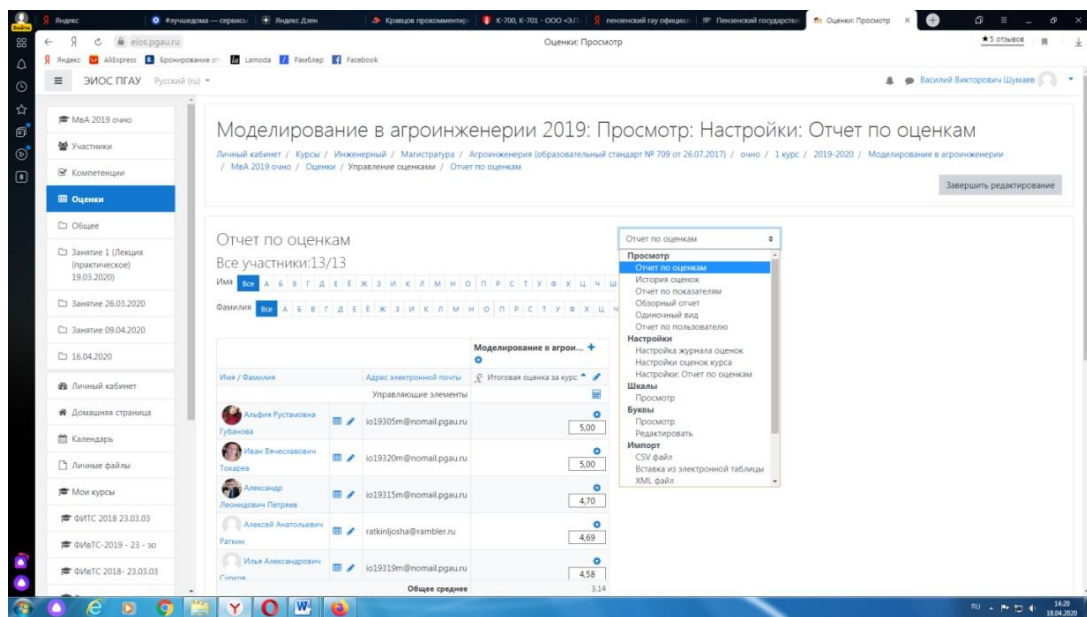 Яндекс
#лучшедома — сервисы
Яндекс Дзен
Кравцов прокомментир
К-700, К-701 - ООО «ЗЛ
пензенский гау официал
Пензенский государстве
Оценки: Просмотр
Войти
eios.pgau.ru
Оценки: Просмотр
★ 5 отзывов
Яндекс
AliExpress
Бронирование от
Lamoda
Рамблер
Facebook
ЭИОС ПГАУ
Русский (ru)
Василий Викторович Шумаев
МвА 2019 очно
Участники
Компетенции
Оценки
Общее
Занятие 1 (Лекция
(практическое)
19.03.2020)
Занятие 26.03.2020
Занятие 09.04.2020
16.04.2020
Личный кабинет
Домашняя страница
Календарь
Личные файлы
Мои курсы
ФИТС 2018 23.03.03
ФИвТС-2019 - 23 - зо
ФИвТС 2018- 23.03.03
Моделирование в агроинженерии 2019: Просмотр: Настройки: Отчет по оценкам
Личный кабинет / Курсы / Инженерный / Магистратура / Агроинженерия (образовательный стандарт № 709 от 26.07.2017) / очно / 1 курс / 2019-2020 / Моделирование в агроинженерии
/ МвА 2019 очно / Оценки / Управление оценками / Отчет по оценкам
Завершить редактирование
Отчет по оценкам
Все участники:13/13
Имя Все А Б В Г Д Е Ё Ж З И К Л М Н О П Р С Т У Ф Х Ц Ч Ш
Фамилия Все А Б В Г Д Е Ё Ж З И К Л М Н О П Р С Т У Ф Х Ц Ч
Моделирование в агрои...
Имя / Фамилия
Адрес электронной почты
Итоговая оценка за курс
Управляющие элементы
Альфия Рустамовна
Губанова
io19305m@nomail.pgau.ru
5,00
Иван Вячеславович
Токарев
io19320m@nomail.pgau.ru
5,00
Александр
Леонидович Петряев
io19315m@nomail.pgau.ru
4,70
Алексей Анатольевич
Раткин
ratkinljosha@rambler.ru
4,69
Илья Александрович
io19319m@nomail.pgau.ru
4,58
Общее среднее
3,14
Отчет по оценкам
Просмотр
Отчет по оценкам
История оценок
Отчет по показателям
Обзорный отчет
Одиночный вид
Отчет по пользователю
Настройки
Настройка журнала оценок
Настройки оценок курса
Настройки: Отчет по оценкам
Шкалы
Просмотр
Буквы
Просмотр
Редактировать
Импорт
CSV файл
Вставка из электронной таблицы
XML файл
RU
14:20
18.04.2020